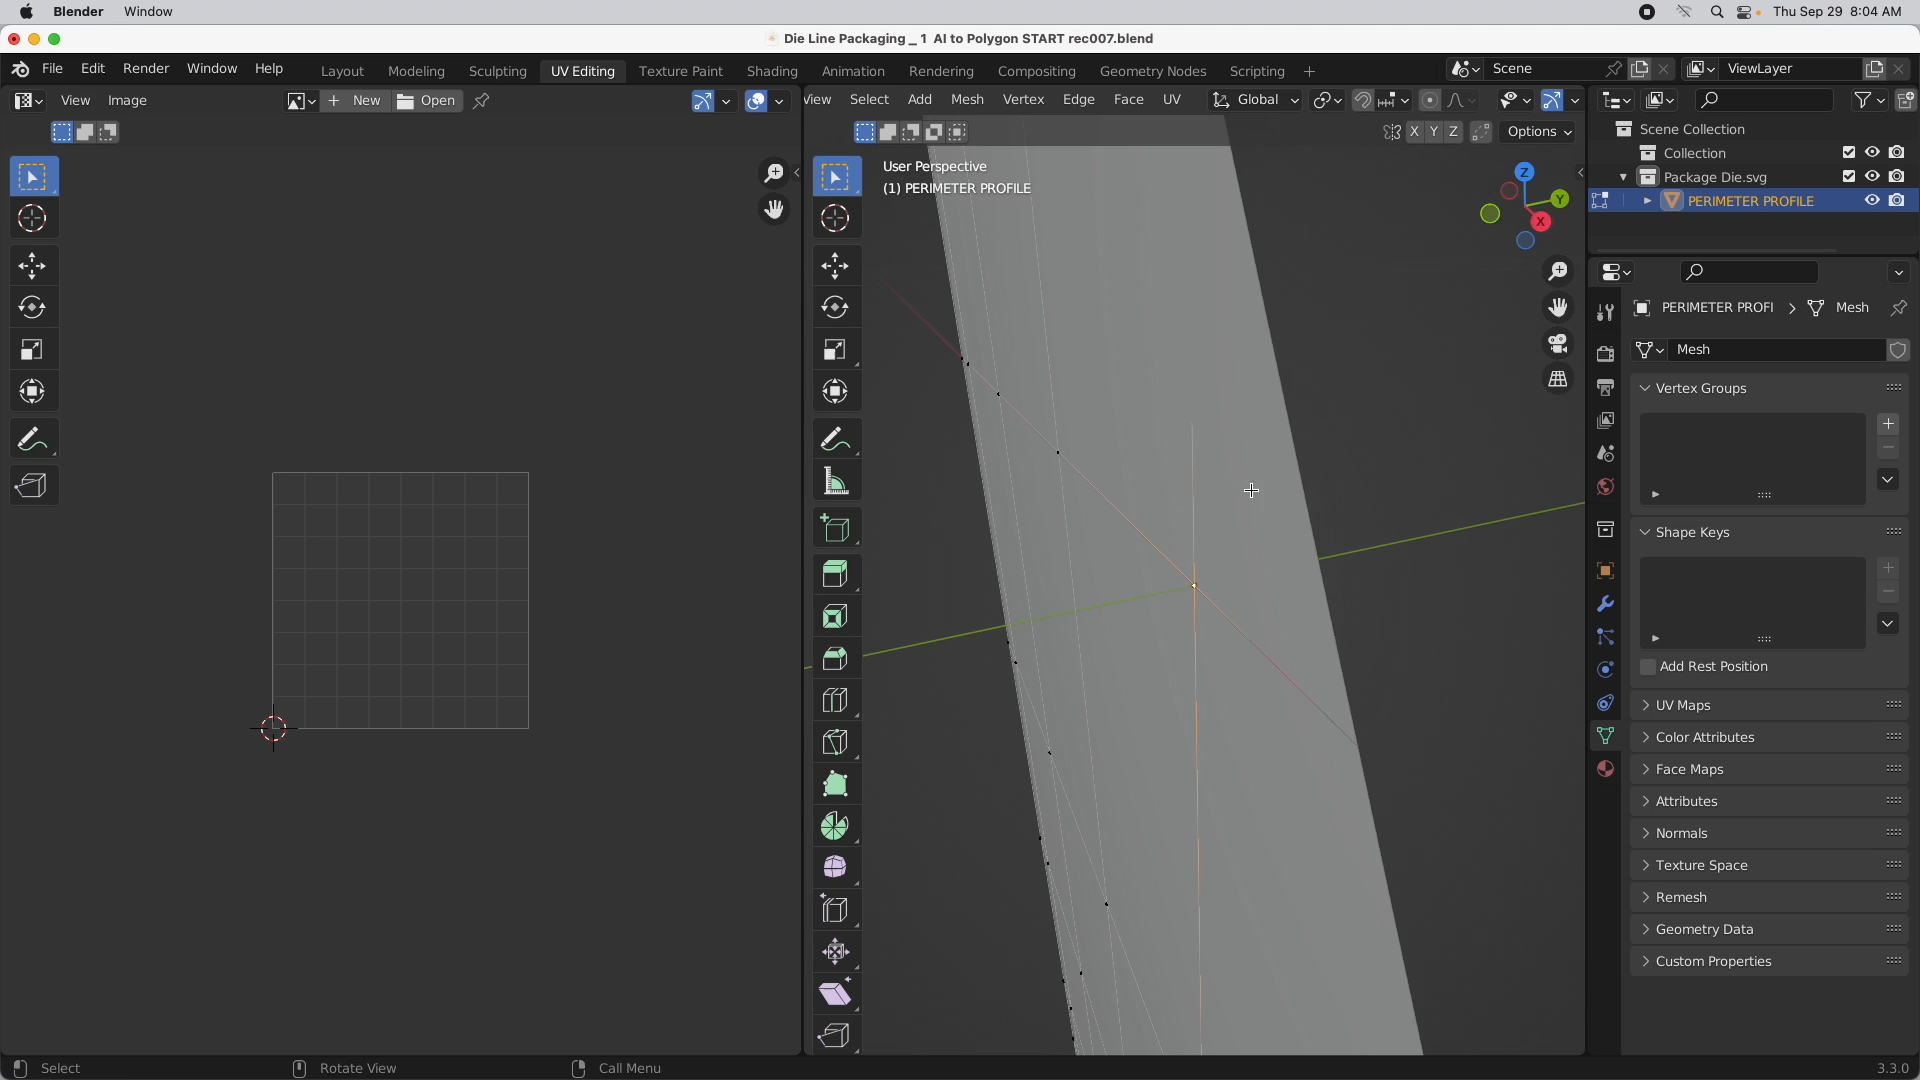 Blender Window Thu Sep 29 8:04 AM
Die Line Packaging _ 1 AI to Polygon START rec007.blend
File Edit Render Window Help Layout Modeling Sculpting UV Editing Texture Paint Shading Animation Rendering Compositing Geometry Nodes Scripting + Scene ViewLayer
View Image New Open View Select Add Mesh Vertex Edge Face UV Global
X Y Z Options
Scene Collection
Collection
Package Die.svg
PERIMETER PROFILE
User Perspective
(1) PERIMETER PROFILE
Z
Y
X
PERIMETER PROFI Mesh
Mesh
Vertex Groups
Shape Keys
Add Rest Position
UV Maps
Color Attributes
Face Maps
Attributes
Normals
Texture Space
Remesh
Geometry Data
Custom Properties
Select Rotate View Call Menu 3.3.0